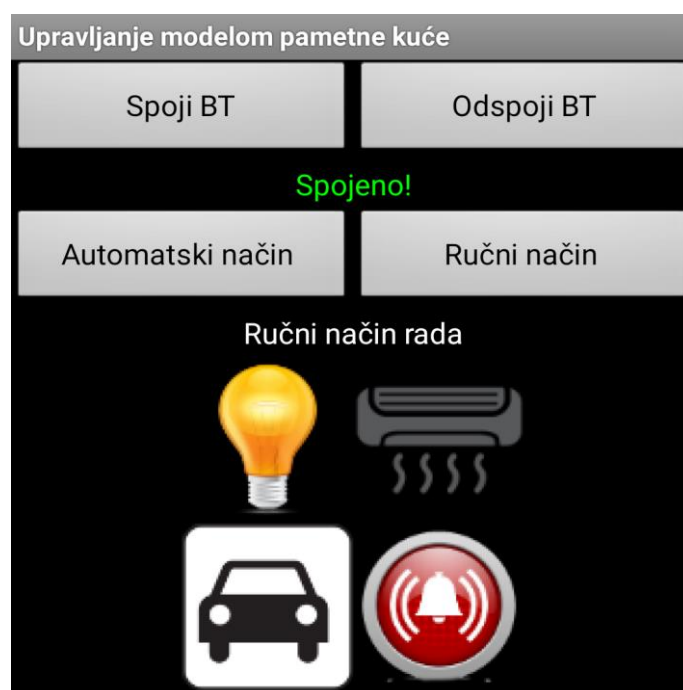 Upravljanje modelom pametne kuće
Spoji BT
Odspoji BT
Spojeno!
Automatski način
Ručni način
Ručni način rada